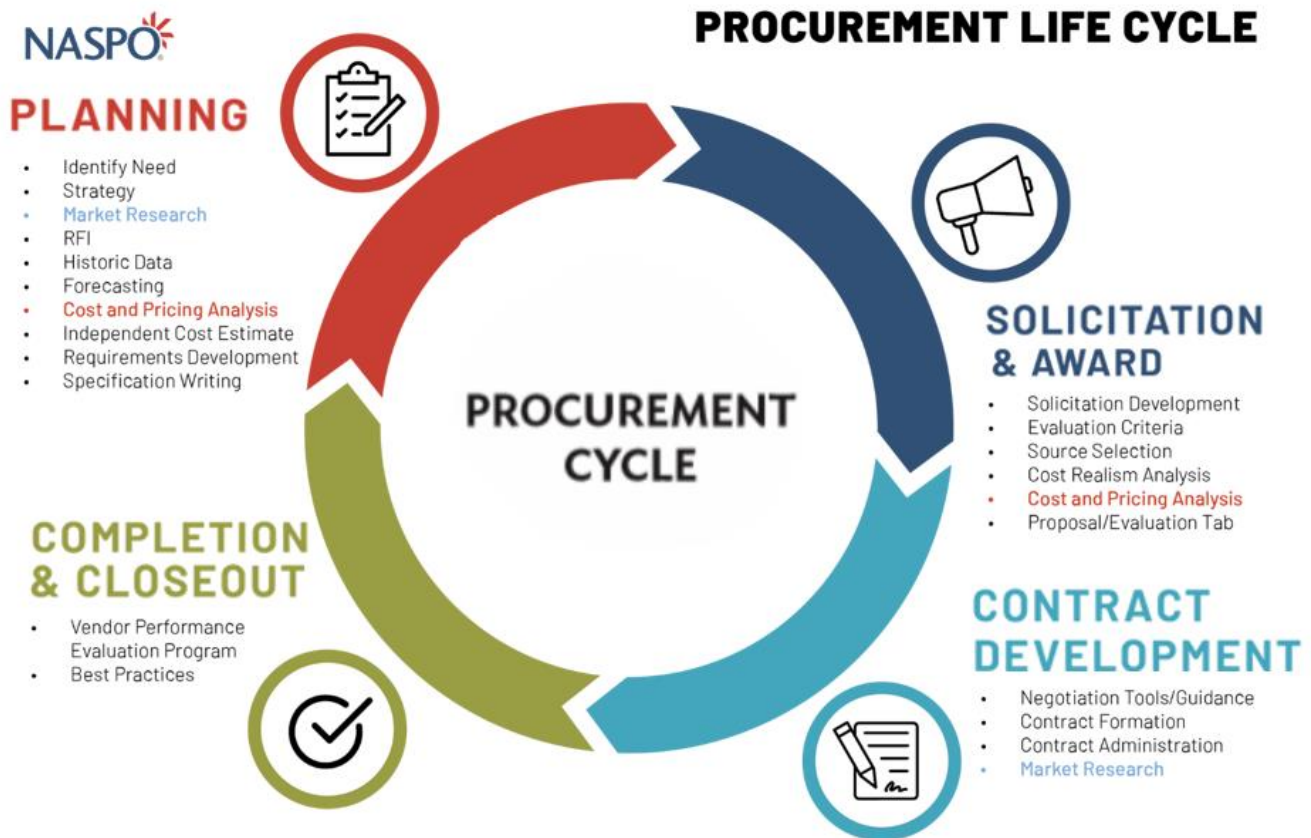 NASPO
PROCUREMENT LIFE CYCLE
PLANNING
• Identify Need
• Strategy
• Market Research
• RFI
• Historic Data
• Forecasting
• Cost and Pricing Analysis
• Independent Cost Estimate
• Requirements Development
• Specification Writing
SOLICITATION
& AWARD
• Solicitation Development
• Evaluation Criteria
• Source Selection
• Cost Realism Analysis
• Cost and Pricing Analysis
• Proposal/Evaluation Tab
PROCUREMENT
CYCLE
COMPLETION
& CLOSEOUT
• Vendor Performance
Evaluation Program
• Best Practices
CONTRACT
DEVELOPMENT
• Negotiation Tools/Guidance
• Contract Formation
• Contract Administration
• Market Research